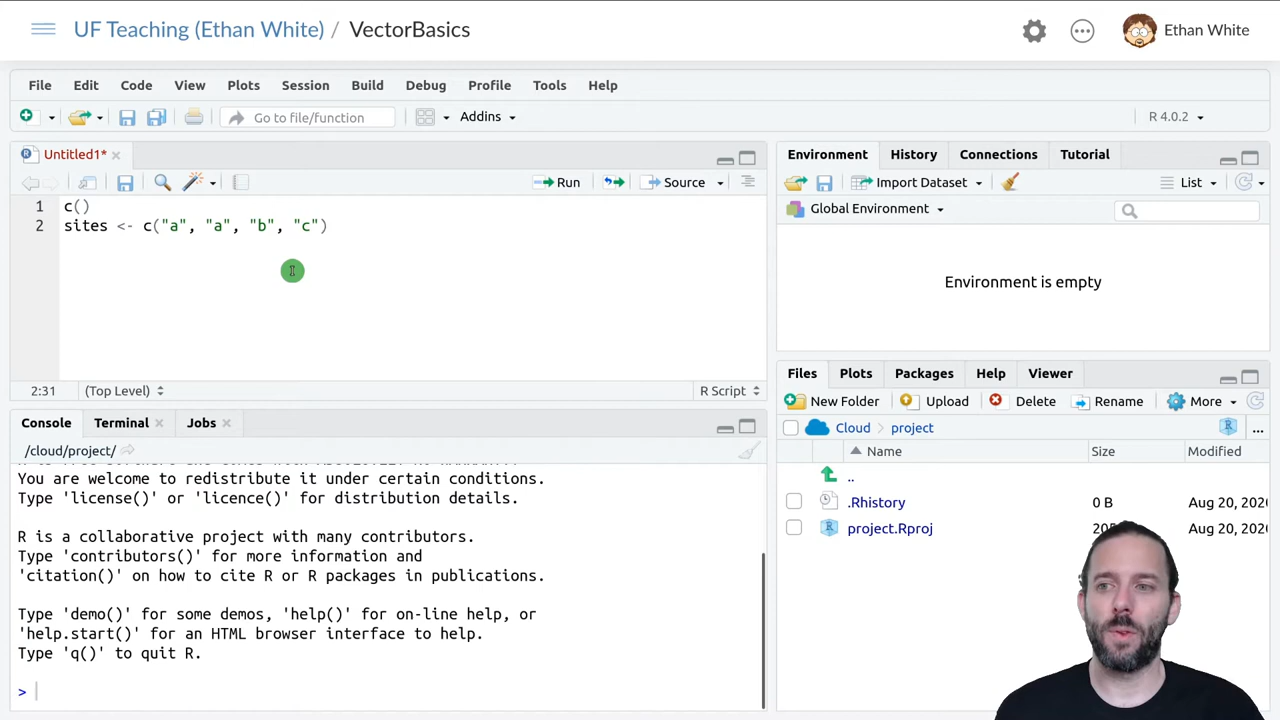 UF Teaching (Ethan White) / VectorBasics
Ethan White
File Edit Code View Plots Session Build Debug Profile Tools Help
Go to file/function Addins R 4.0.2
Untitled1*
Run Source
1 c()
2 sites <- c("a", "a", "b", "c")
2:31 (Top Level) R Script
Console Terminal Jobs
/cloud/project/
You are welcome to redistribute it under certain conditions.
Type 'license()' or 'licence()' for distribution details.
R is a collaborative project with many contributors.
Type 'contributors()' for more information and
'citation()' on how to cite R or R packages in publications.
Type 'demo()' for some demos, 'help()' for on-line help, or
'help.start()' for an HTML browser interface to help.
Type 'q()' to quit R.
>
Environment History Connections Tutorial
Import Dataset List
Global Environment
Environment is empty
Files Plots Packages Help Viewer
New Folder Upload Delete Rename More
Cloud project ...
Name Size Modified
..
.Rhistory 0 B Aug 20, 202
project.Rproj Aug 20, 202